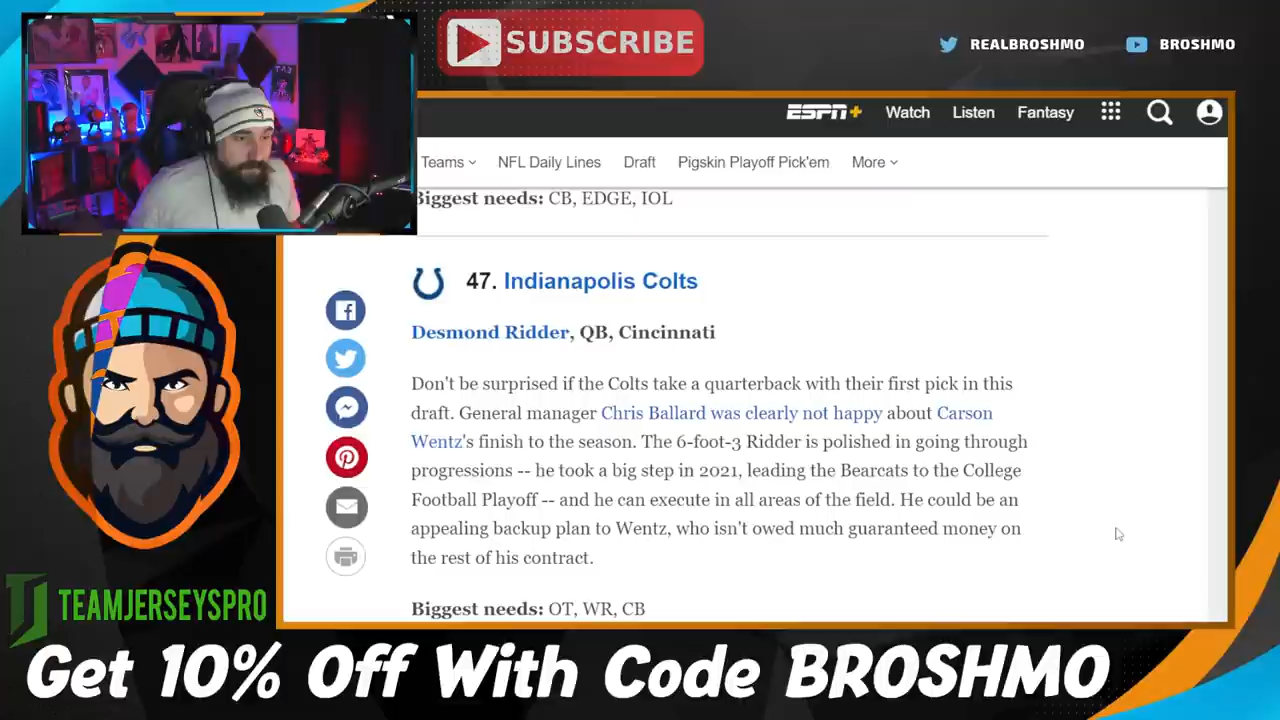 SUBSCRIBE
REALBROSHMO
BROSHMO
ESPN+
Watch
Listen
Fantasy
Teams
NFL Daily Lines
Draft
Pigskin Playoff Pick'em
More
Biggest needs: CB, EDGE, IOL
47. Indianapolis Colts
Desmond Ridder, QB, Cincinnati
Don't be surprised if the Colts take a quarterback with their first pick in this
draft. General manager Chris Ballard was clearly not happy about Carson
Wentz's finish to the season. The 6-foot-3 Ridder is polished in going through
progressions -- he took a big step in 2021, leading the Bearcats to the College
Football Playoff -- and he can execute in all areas of the field. He could be an
appealing backup plan to Wentz, who isn't owed much guaranteed money on
the rest of his contract.
Biggest needs: OT, WR, CB
TEAMJERSEYSPRO
Get 10% Off With Code BROSHMO